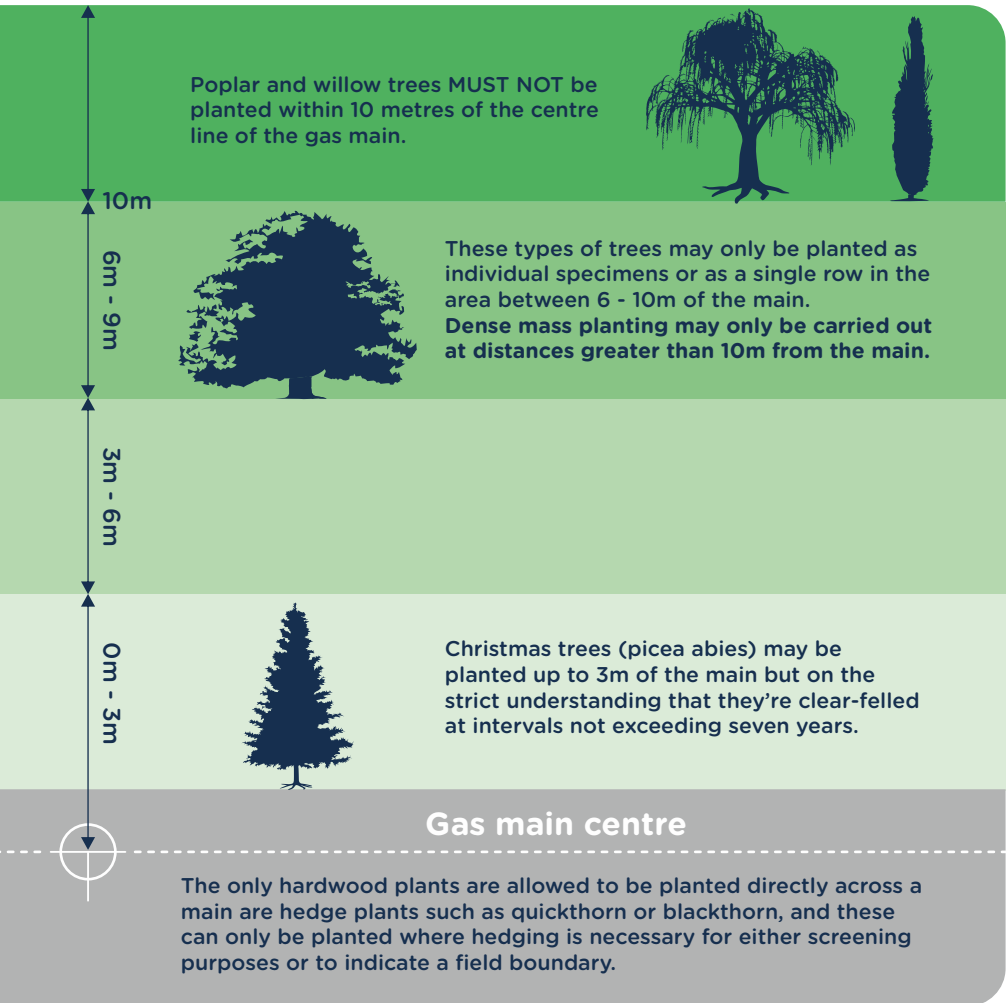 Poplar and willow trees MUST NOT be
planted within 10 metres of the centre
line of the gas main.
10m
6m - 9m
These types of trees may only be planted as
individual specimens or as a single row in the
area between 6 - 10m of the main.
Dense mass planting may only be carried out
at distances greater than 10m from the main.
3m - 6m
0m - 3m
Christmas trees (picea abies) may be
planted up to 3m of the main but on the
strict understanding that they're clear-felled
at intervals not exceeding seven years.
Gas main centre
The only hardwood plants are allowed to be planted directly across a
main are hedge plants such as quickthorn or blackthorn, and these
can only be planted where hedging is necessary for either screening
purposes or to indicate a field boundary.